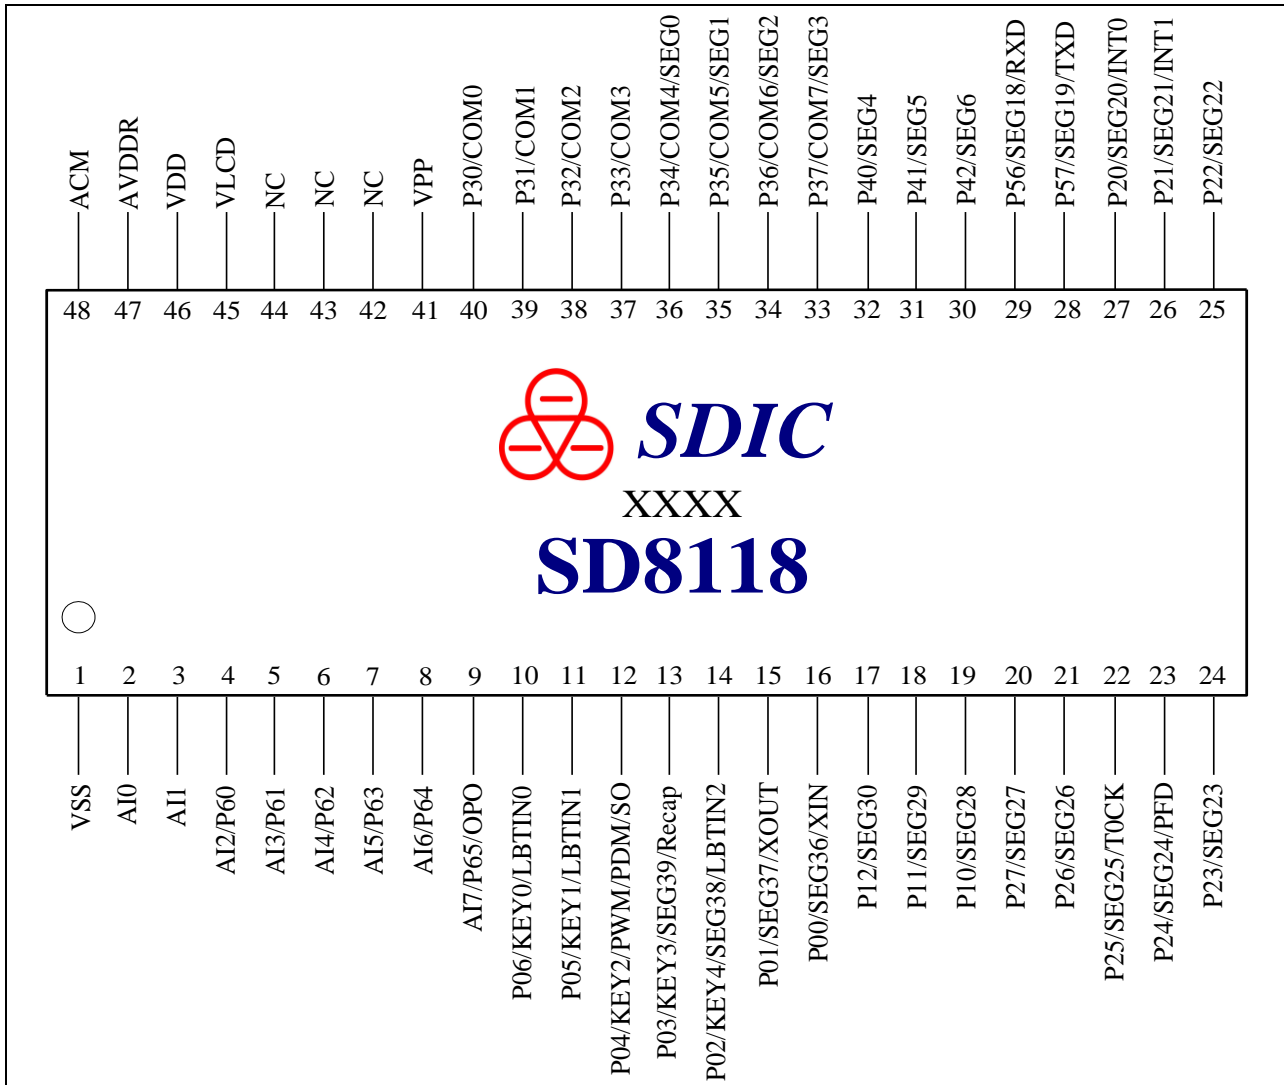 ACM
AVDDR
VDD
VLCD
NC
NC
NC
VPP
P30/COM0
P31/COM1
P32/COM2
P33/COM3
P34/COM4/SEG0
P35/COM5/SEG1
P36/COM6/SEG2
P37/COM7/SEG3
P40/SEG4
P41/SEG5
P42/SEG6
P56/SEG18/RXD
P57/SEG19/TXD
P20/SEG20/INT0
P21/SEG21/INT1
P22/SEG22
48 47 46 45 44 43 42 41 40 39 38 37 36 35 34 33 32 31 30 29 28 27 26 25
SDIC
XXXX
SD8118
1 2 3 4 5 6 7 8 9 10 11 12 13 14 15 16 17 18 19 20 21 22 23 24
VSS
AI0
AI1
AI2/P60
AI3/P61
AI4/P62
AI5/P63
AI6/P64
AI7/P65/OPO
P06/KEY0/LBTIN0
P05/KEY1/LBTIN1
P04/KEY2/PWM/PDM/SO
P03/KEY3/SEG39/Recap
P02/KEY4/SEG38/LBTIN2
P01/SEG37/XOUT
P00/SEG36/XIN
P12/SEG30
P11/SEG29
P10/SEG28
P27/SEG27
P26/SEG26
P25/SEG25/T0CK
P24/SEG24/PFD
P23/SEG23